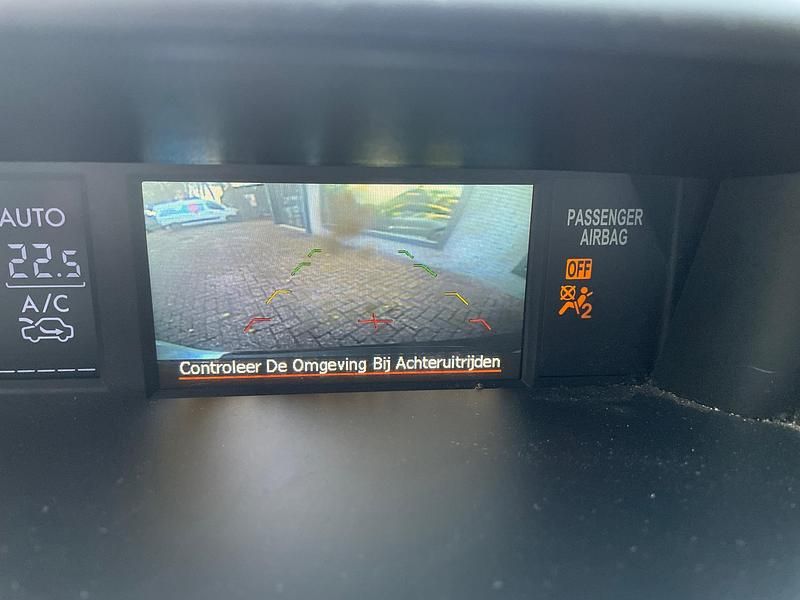 AUTO
22.5
A/C
Controleer De Omgeving Bij Achteruitrijden
PASSENGER
AIRBAG
OFF
2